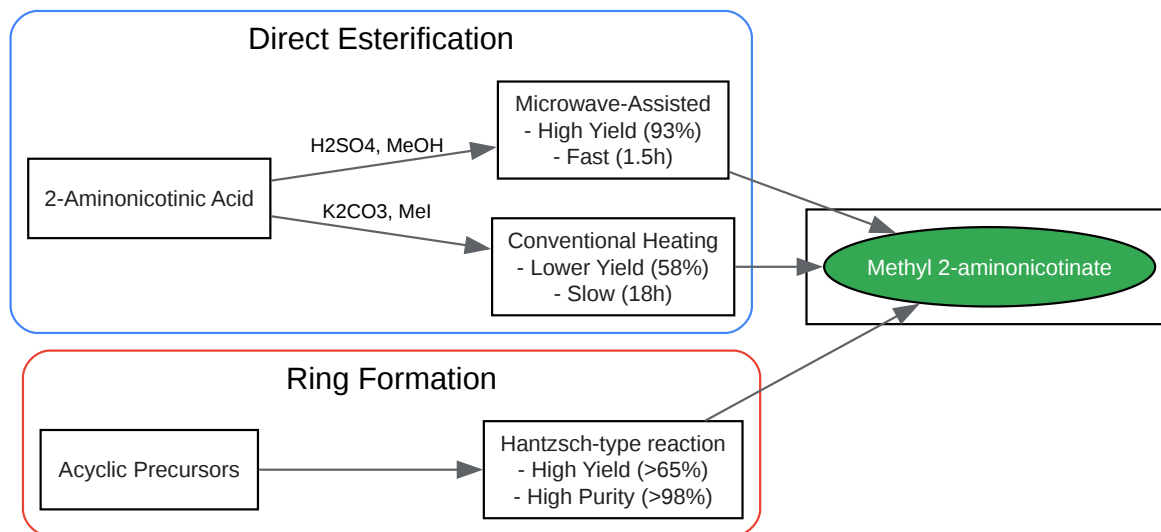 Direct Esterification
2-Aminonicotinic Acid
H2SO4, MeOH
K2CO3, MeI
Microwave-Assisted
- High Yield (93%)
- Fast (1.5h)
Conventional Heating
- Lower Yield (58%)
- Slow (18h)
Methyl 2-aminonicotinate
Ring Formation
Acyclic Precursors
Hantzsch-type reaction
- High Yield (>65%)
- High Purity (>98%)